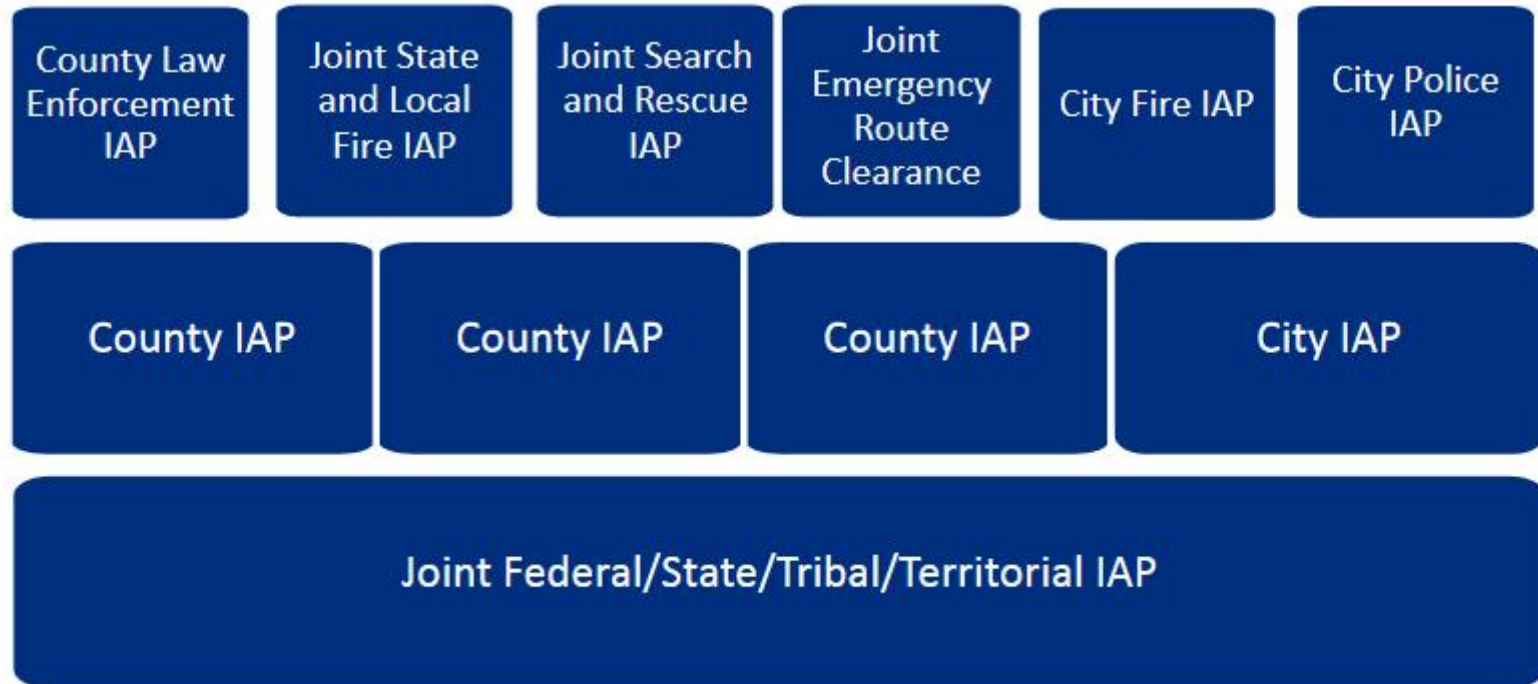 County Law
Enforcement
IAP
Joint State
and Local
Fire IAP
Joint Search
and Rescue
IAP
Joint
Emergency
Route
Clearance
City Fire IAP
City Police
IAP
County IAP
County IAP
County IAP
City IAP
Joint Federal/State/Tribal/Territorial IAP